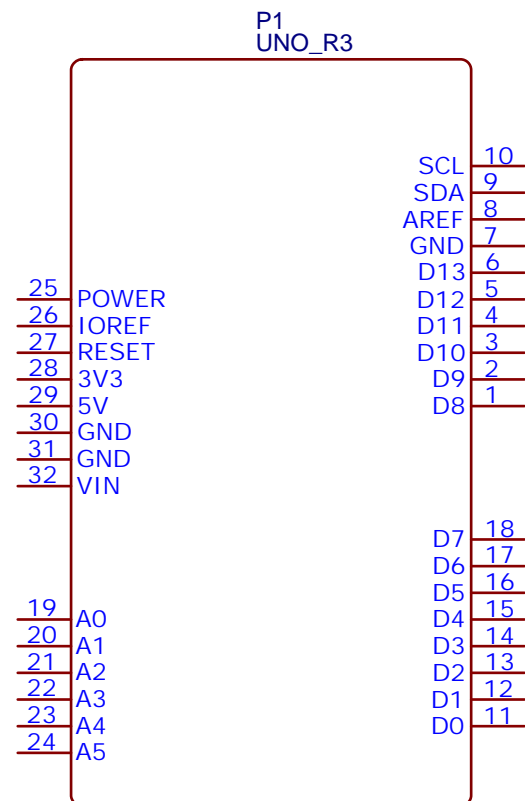 P1
UNO_R3
SCL 10
SDA 9
AREF 8
GND 7
D13 6
25 POWER D12 5
26 IOREF D11 4
27 RESET D10 3
28 3V3 D9 2
29 5V D8 1
30 GND
31 GND
32 VIN
D7 18
D6 17
D5 16
19 A0 D4 15
20 A1 D3 14
21 A2 D2 13
22 A3 D1 12
23 A4 D0 11
24 A5